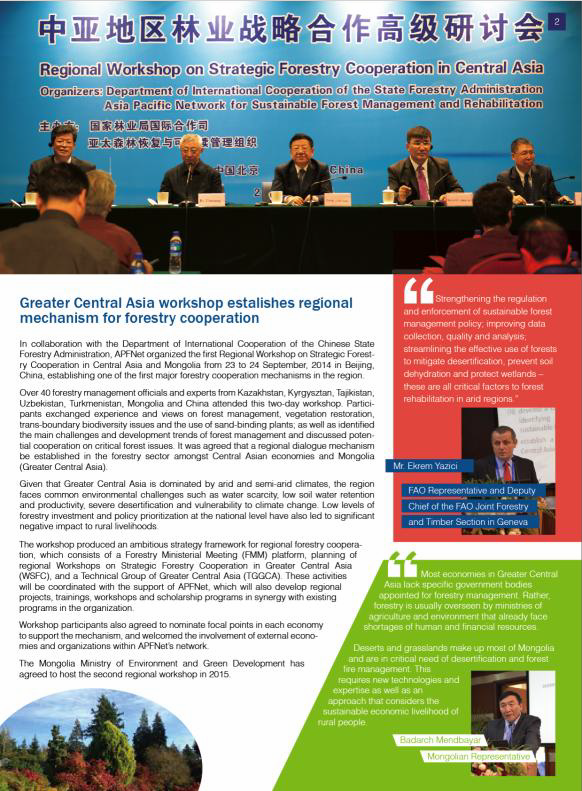 中亚地区林业战略合作高级研讨会
2
Regional Workshop on Strategic Forestry Cooperation in Central Asia
Organizers: Department of International Cooperation of the State Forestry Administration
Asia Pacific Network for Sustainable Forest Management and Rehabilitation
国家林业局国际合作司
亚太森林恢复与可 续管理组织
中国北京
China
Greater Central Asia workshop estalishes regional
mechanism for forestry cooperation
In collaboration with the Department of International Cooperation of the Chinese State
Forestry Administration, APFNet organized the first Regional Workshop on Strategic Forest-
ry Cooperation in Central Asia and Mongolia from 23 to 24 September, 2014 in Beijing,
China, establishing one of the first major forestry cooperation mechanisms in the region.
Over 40 forestry management officials and experts from Kazakhstan, Kyrgysztan, Tajikistan,
Uzbekistan, Turkmenistan, Mongolia and China attended this two-day workshop. Partici-
pants exchanged experience and views on forest management, vegetation restoration,
trans-boundary biodiversity issues and the use of sand-binding plants; as well as identified
the main challenges and development trends of forest management and discussed poten-
tial cooperation on critical forest issues. It was agreed that a regional dialogue mechanism
be established in the forestry sector amongst Central Asian economies and Mongolia
(Greater Central Asia).
Given that Greater Central Asia is dominated by arid and semi-arid climates, the region
faces common environmental challenges such as water scarcity, low soil water retention
and productivity, severe desertification and vulnerability to climate change. Low levels of
forestry investment and policy prioritization at the national level have also led to significant
negative impact to rural livelihoods.
The workshop produced an ambitious strategy framework for regional forestry coopera-
tion, which consists of a Forestry Ministerial Meeting (FMM) platform, planning of
regional Workshops on Strategic Forestry Cooperation in Greater Central Asia
(WSFC), and a Technical Group of Greater Central Asia (TGGCA). These activities
will be coordinated with the support of APFNet, which will also develop regional
projects, trainings, workshops and scholarship programs in synergy with existing
programs in the organization.
Workshop participants also agreed to nominate focal points in each economy
to support the mechanism, and welcomed the involvement of external econo-
mies and organizations within APFNet's network.
The Mongolia Ministry of Environment and Green Development has
agreed to host the second regional workshop in 2015.
“Strengthening the regulation
and enforcement of sustainable forest
management policy; improving data
collection, quality and analysis;
streamlining the effective use of forests
to mitigate desertification, prevent soil
dehydration and protect wetlands –
these are all critical factors to forest
rehabilitation in arid regions.”
Mr. Ekrem Yazici
FAO Representative and Deputy
Chief of the FAO Joint Forestry
and Timber Section in Geneva
“Most economies in Greater Central
Asia lack specific government bodies
appointed for forestry management. Rather,
forestry is usually overseen by ministries of
agriculture and environment that already face
shortages of human and financial resources.
Deserts and grasslands make up most of Mongolia
and are in critical need of desertification and forest
fire management. This
requires new technologies and
expertise as well as an
approach that considers the
sustainable economic livelihood of
rural people.
Badarch Mendbayar
Mongolian Representative